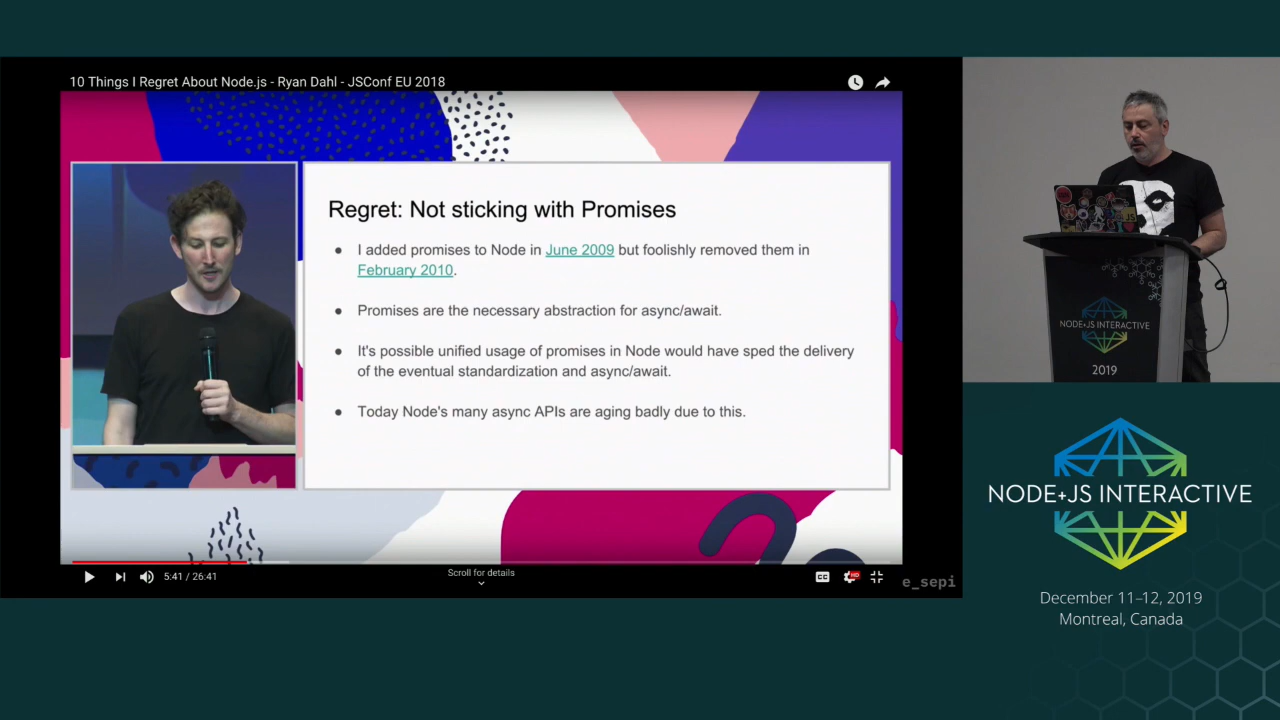 10 Things I Regret About Node.js - Ryan Dahl - JSConf EU 2018
Regret: Not sticking with Promises
● I added promises to Node in June 2009 but foolishly removed them in
February 2010.
● Promises are the necessary abstraction for async/await.
● It's possible unified usage of promises in Node would have sped the delivery
of the eventual standardization and async/await.
● Today Node's many async APIs are aging badly due to this.
5:41 / 26:41
Scroll for details
CC
HD
e_sepi
JS
NODE+JS INTERACTIVE
2019
NODE+JS INTERACTIVE
December 11–12, 2019
Montreal, Canada